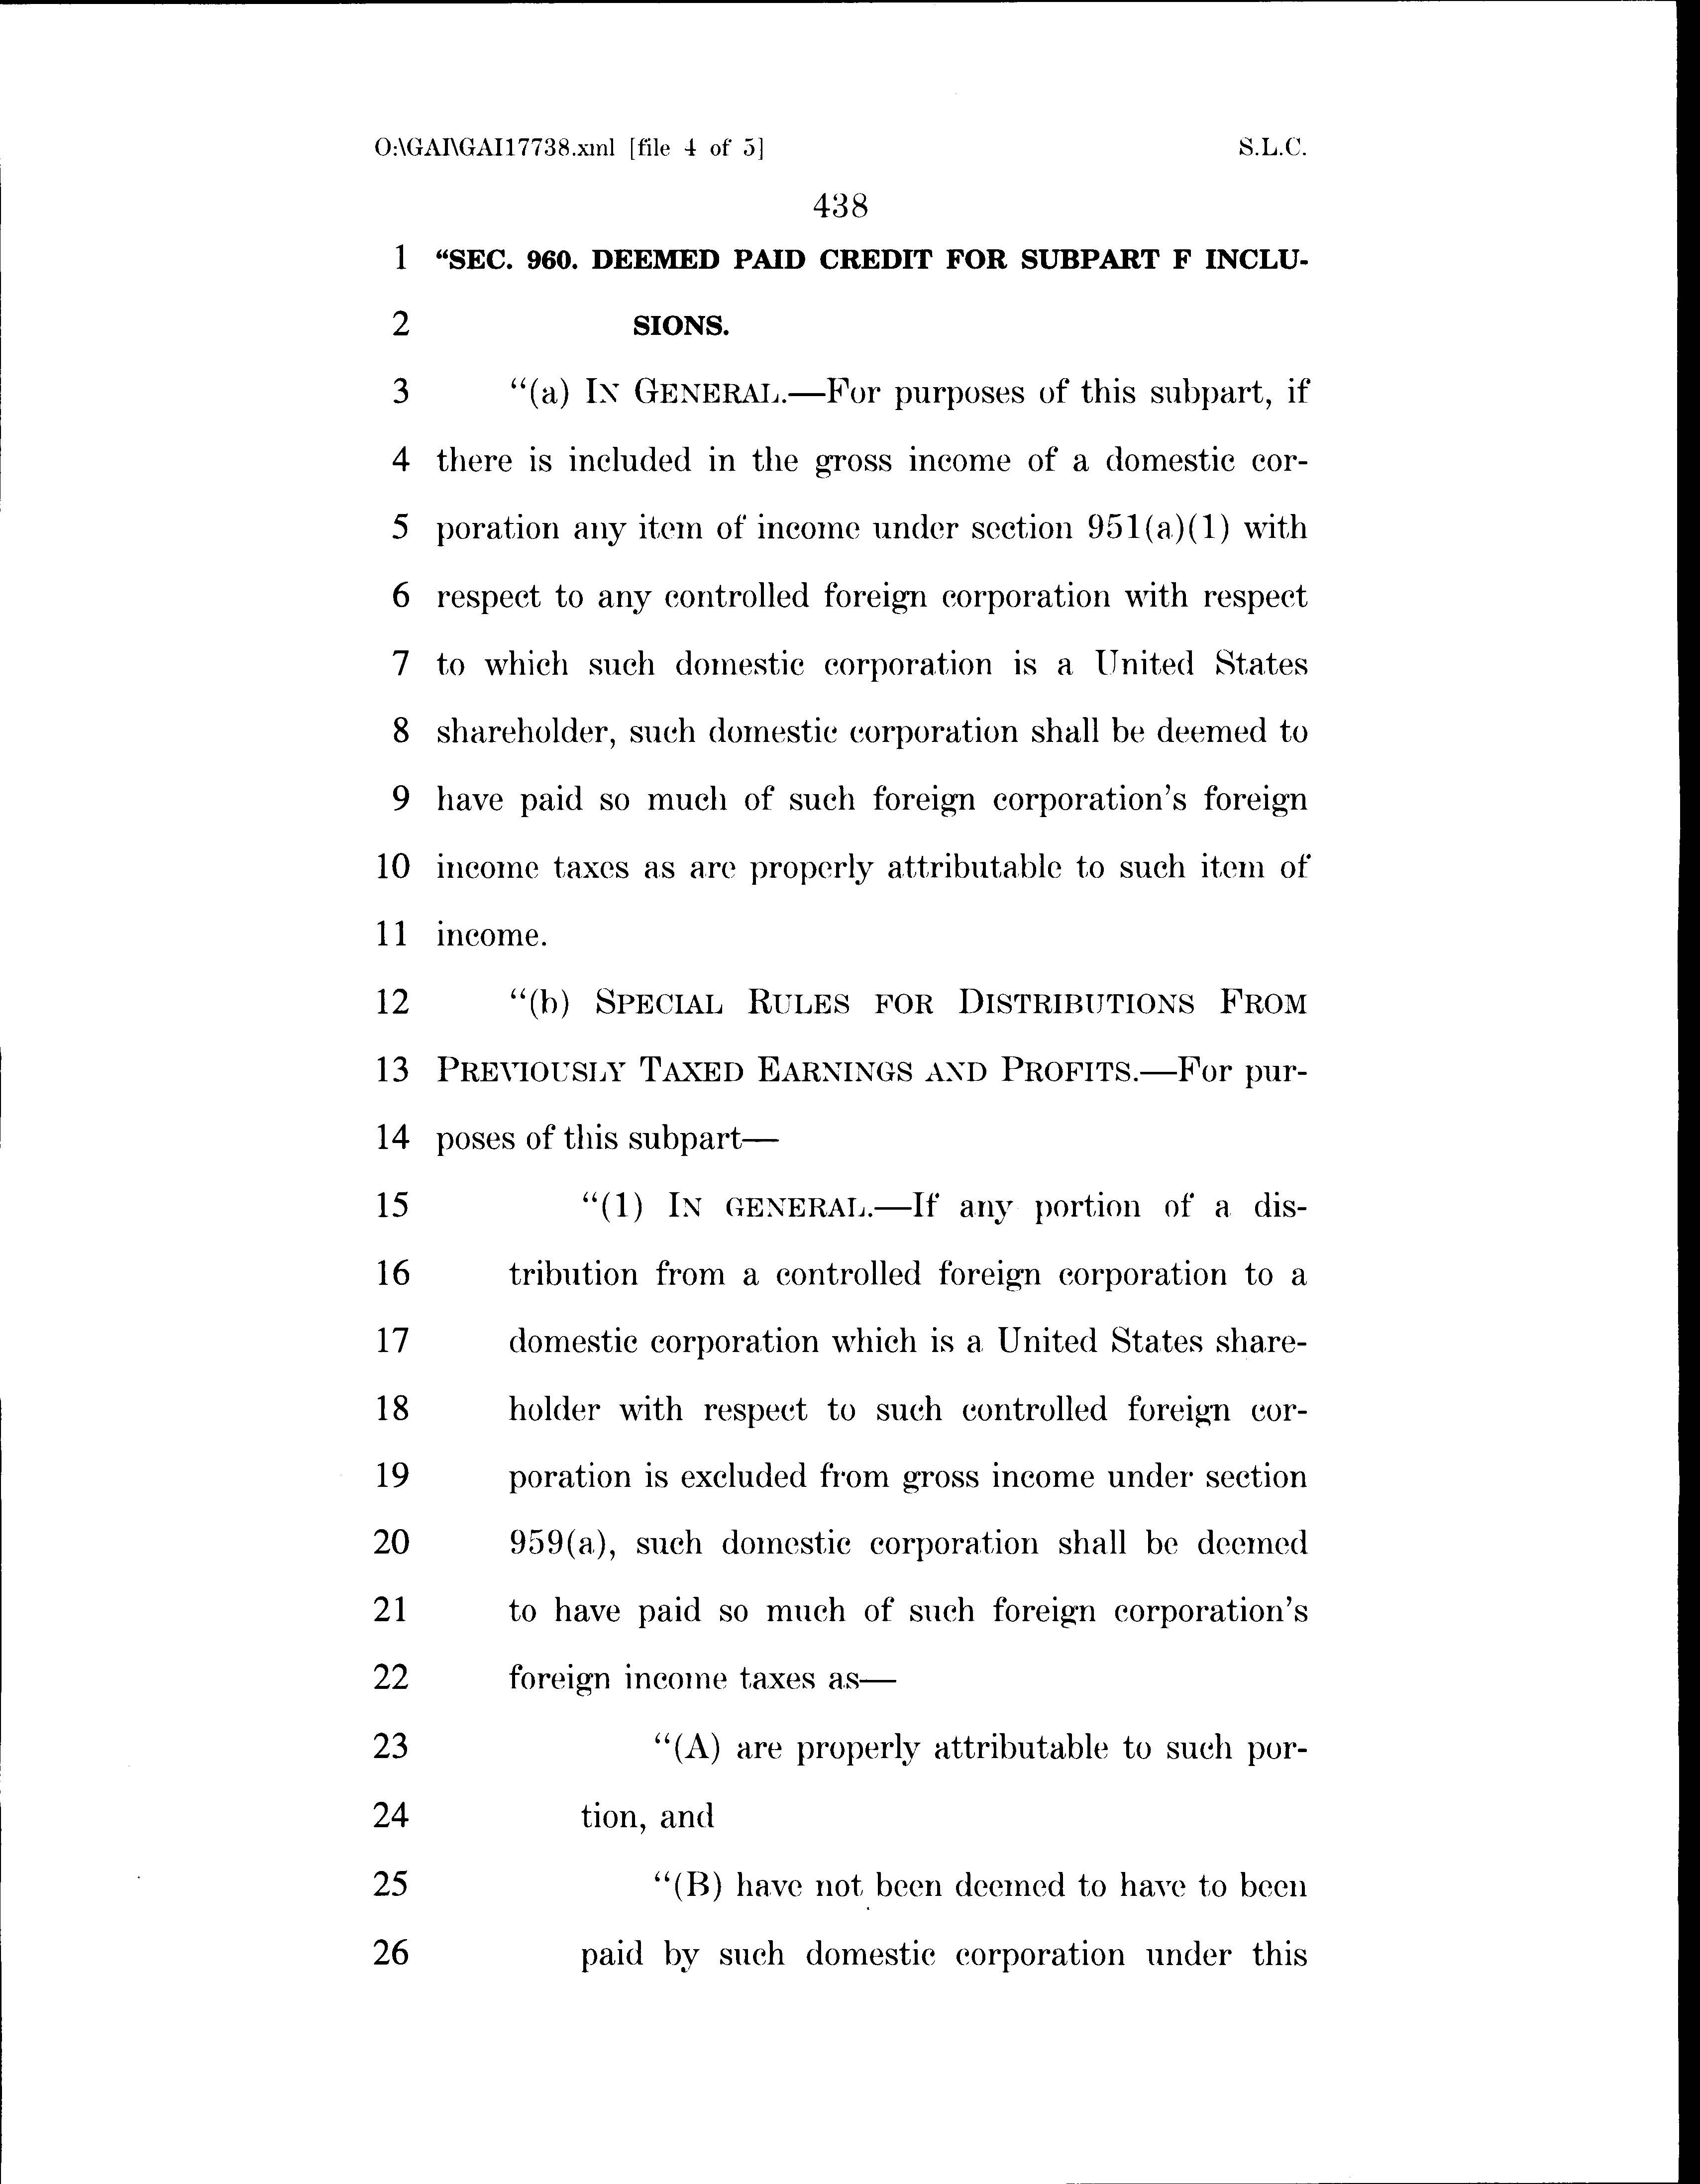 O:\GAI\GAI17738.xml [file 4 of 5] S.L.C.
438
1 “SEC. 960. DEEMED PAID CREDIT FOR SUBPART F INCLU-
2 SIONS.
3 “(a) IN GENERAL.—For purposes of this subpart, if
4 there is included in the gross income of a domestic cor-
5 poration any item of income under section 951(a)(1) with
6 respect to any controlled foreign corporation with respect
7 to which such domestic corporation is a United States
8 shareholder, such domestic corporation shall be deemed to
9 have paid so much of such foreign corporation's foreign
10 income taxes as are properly attributable to such item of
11 income.
12 “(b) SPECIAL RULES FOR DISTRIBUTIONS FROM
13 PREVIOUSLY TAXED EARNINGS AND PROFITS.—For pur-
14 poses of this subpart—
15 “(1) IN GENERAL.—If any portion of a dis-
16 tribution from a controlled foreign corporation to a
17 domestic corporation which is a United States share-
18 holder with respect to such controlled foreign cor-
19 poration is excluded from gross income under section
20 959(a), such domestic corporation shall be deemed
21 to have paid so much of such foreign corporation's
22 foreign income taxes as—
23 “(A) are properly attributable to such por-
24 tion, and
25 “(B) have not been deemed to have to been
26 paid by such domestic corporation under this